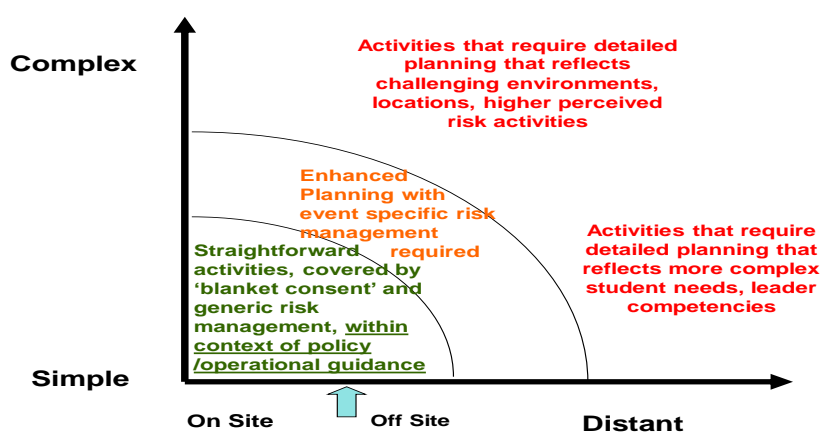 Complex
Activities that require detailed
planning that reflects
challenging environments,
locations, higher perceived
risk activities
Enhanced
Planning with
event specific risk
management
required
Straightforward
activities, covered by
‘blanket consent’ and
generic risk
management, within
context of policy
/operational guidance
Activities that require
detailed planning that
reflects more complex
student needs, leader
competencies
Simple
On Site
Off Site
Distant